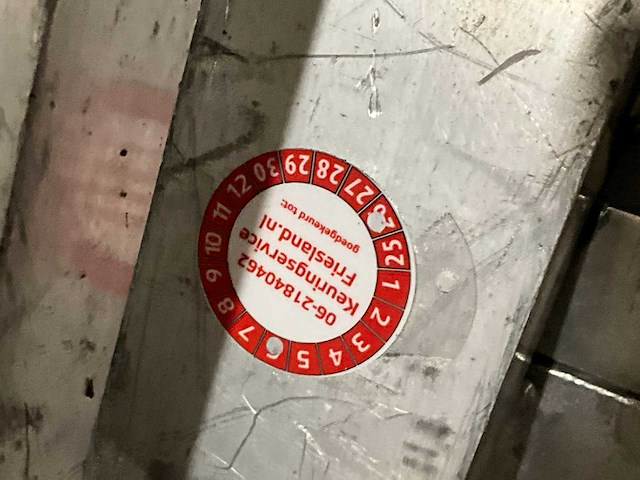 goedgekeurd tot:
Friesland.nl
Keuringservice
06-21840462
25 26 27 28 29 30
1 2 3 4 5 6 7 8 9 10 11 12